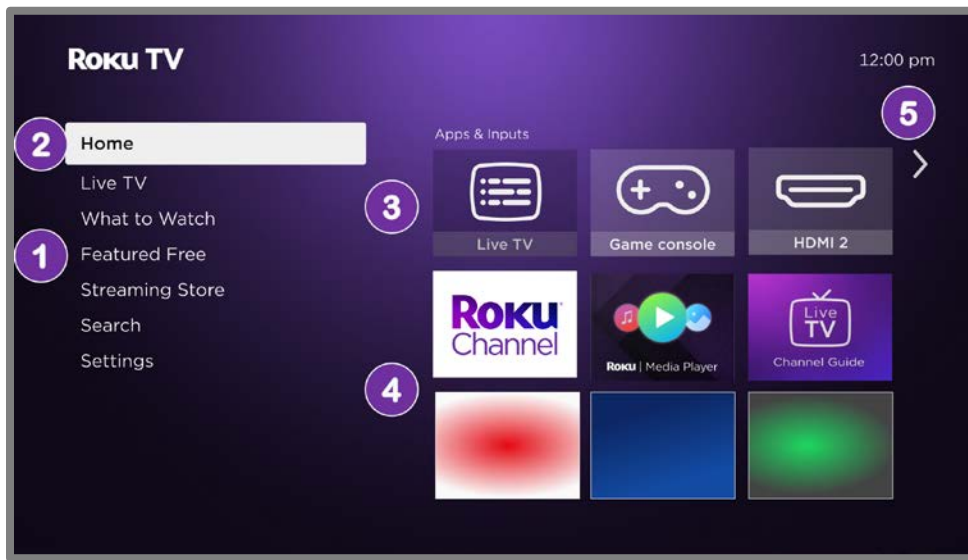 Roku TV
12:00 pm
5
2
Home
Apps & Inputs
Live TV
What to Watch
1
Featured Free
Streaming Store
Search
Settings
3
Live TV
Game console
HDMI 2
Roku
Channel
Roku | Media Player
Live
TV
Channel Guide
4